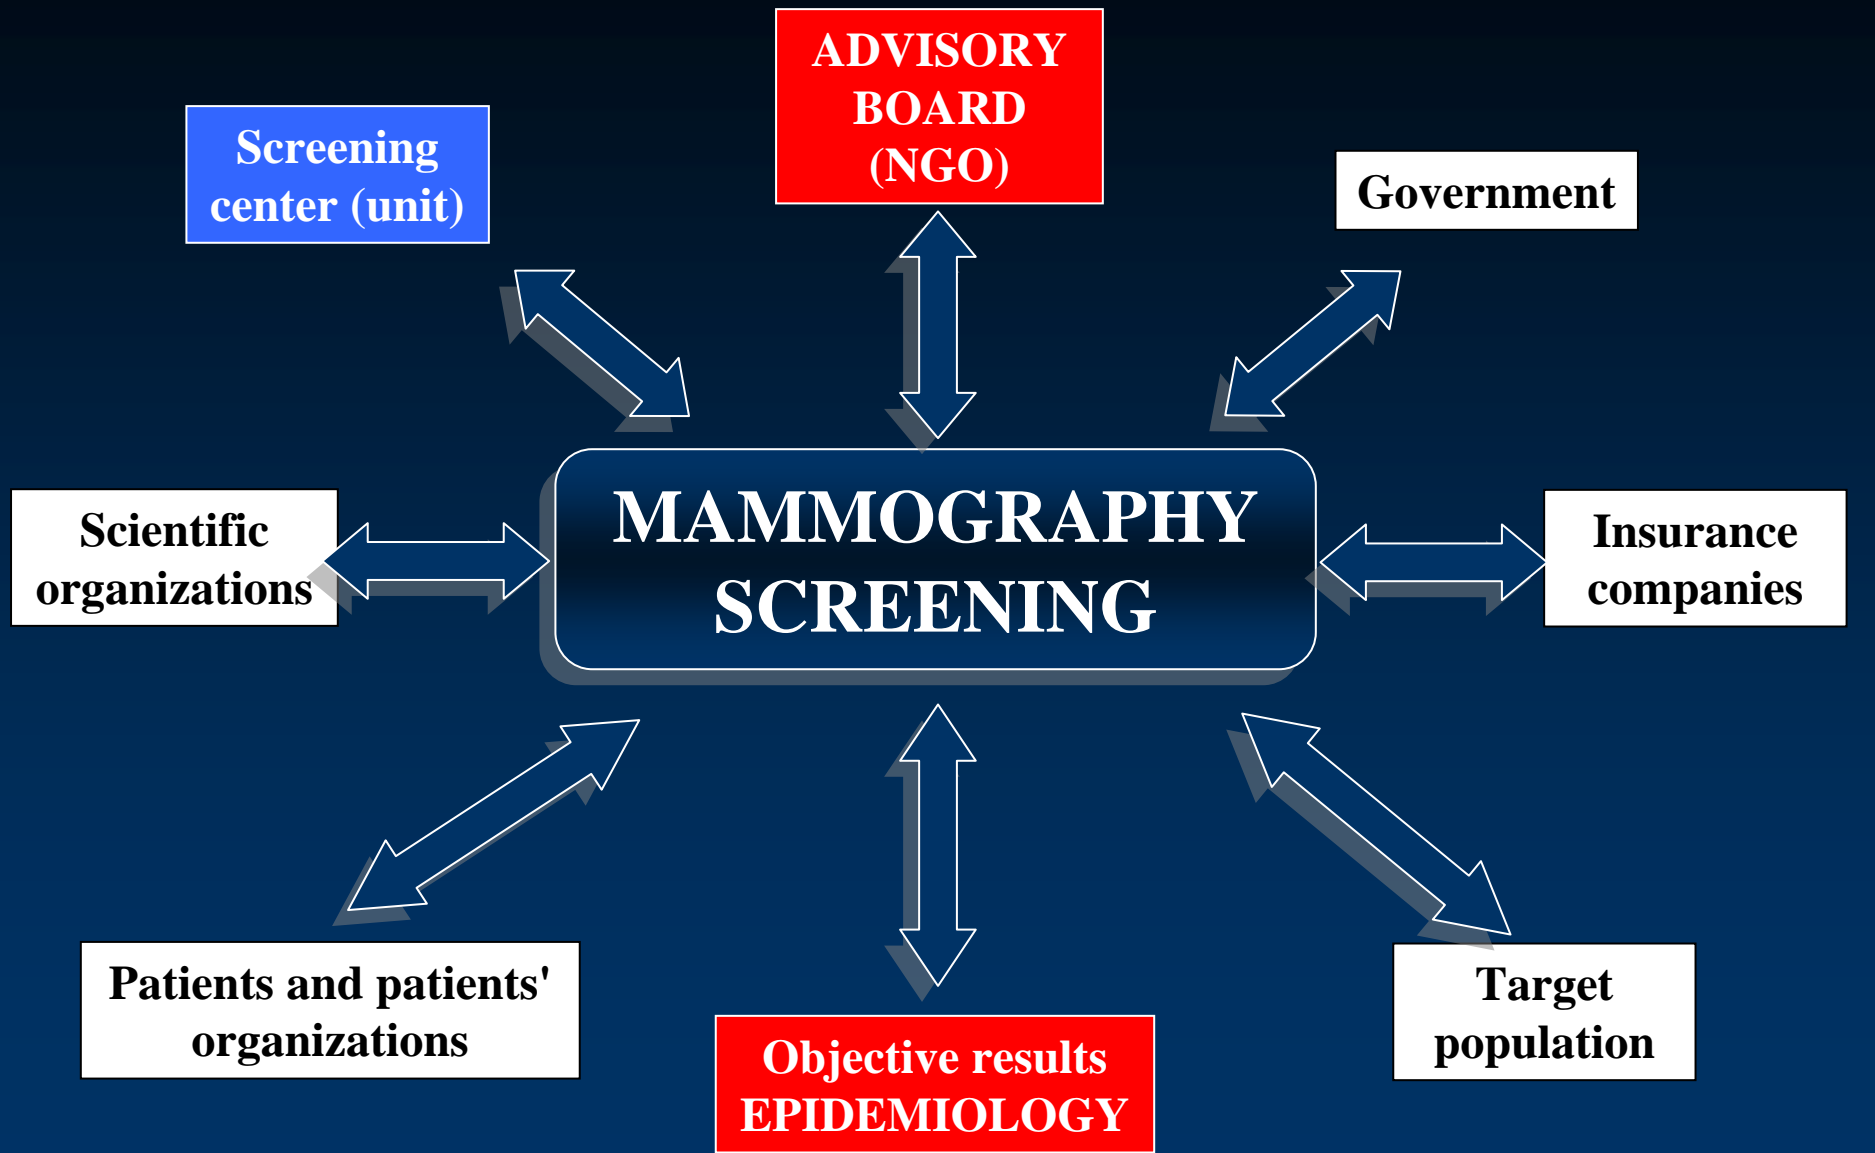 ADVISORY
BOARD
(NGO)
Screening
center (unit)
Government
MAMMOGRAPHY
SCREENING
Scientific
organizations
Insurance
companies
Patients and patients'
organizations
Target
population
Objective results
EPIDEMIOLOGY